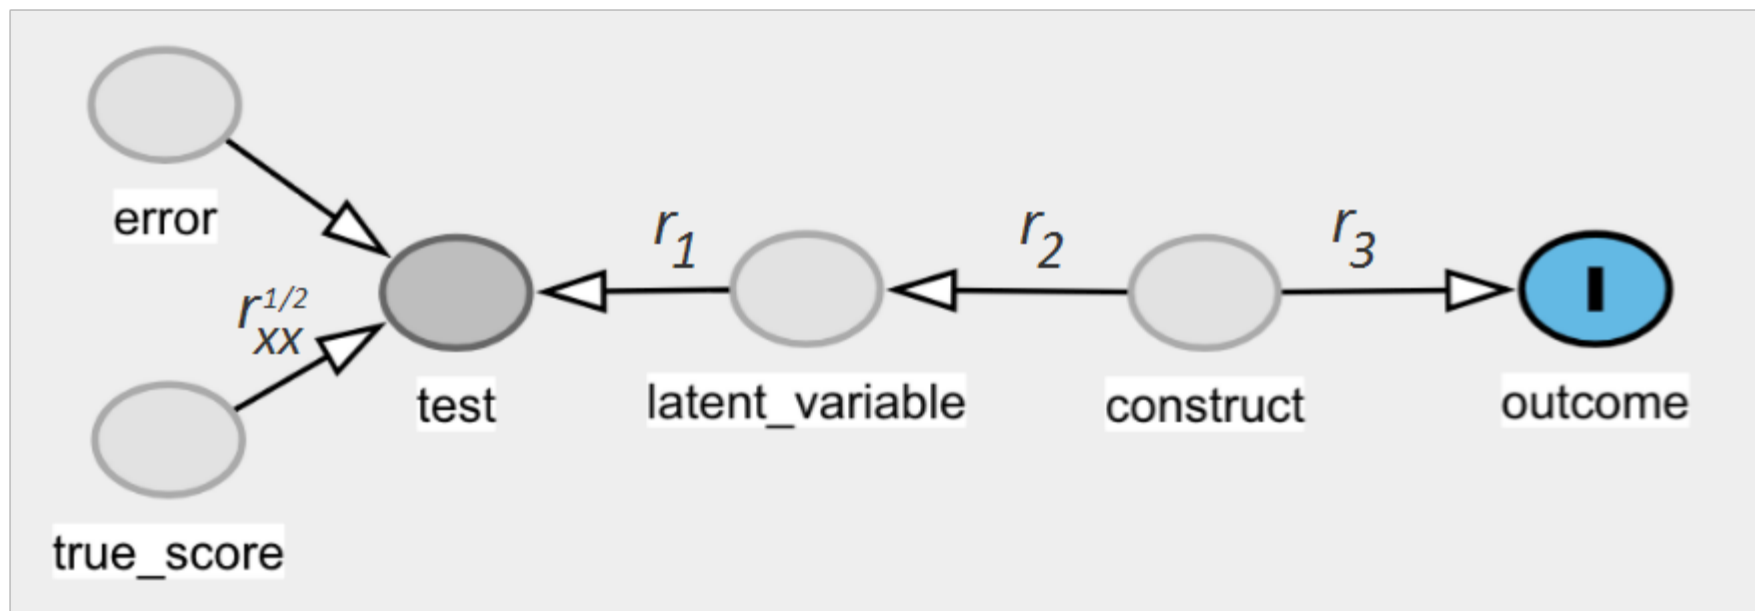 error
r_xx^1/2
true_score
test
r_1
latent_variable
r_2
construct
r_3
outcome
I